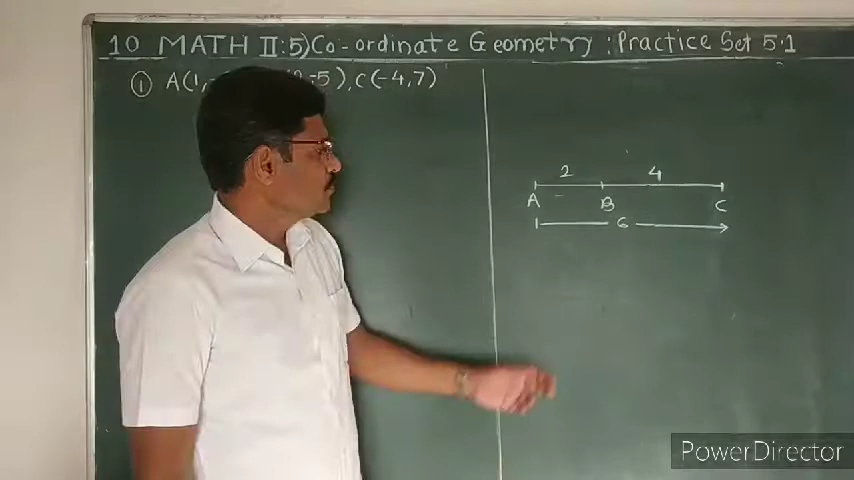 10 MATH II:5) Co-ordinate Geometry : Practice Set 5.1
① A(1,- -5), C(-4,7)
2 4
A B C
6
PowerDirector